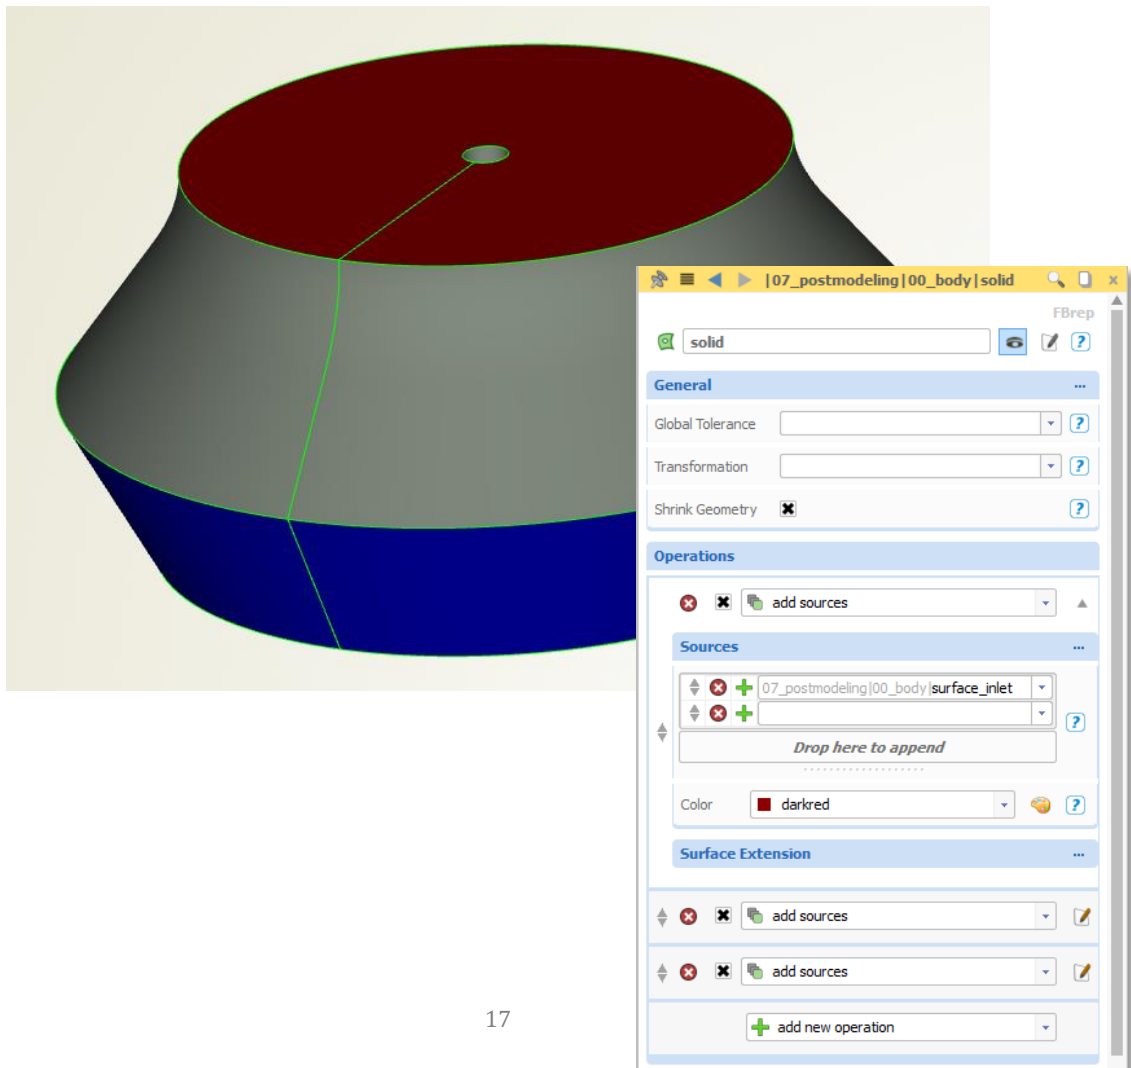 |07_postmodeling|00_body|solid
FBrep
solid
General
Global Tolerance
Transformation
Shrink Geometry
Operations
add sources
Sources
07_postmodeling|00_body|surface_inlet
Drop here to append
Color darkred
Surface Extension
add sources
add sources
add new operation
17